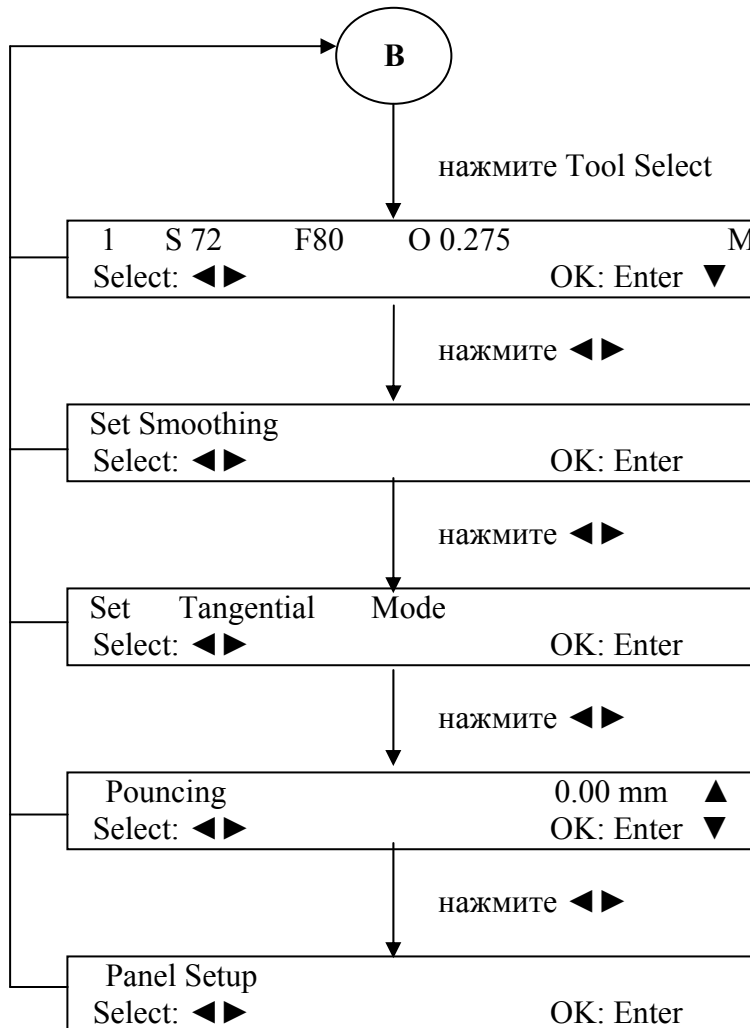 B
нажмите Tool Select
1 S 72 F80 O 0.275 M
Select: ◀▶ OK: Enter ▼
нажмите ◀▶
Set Smoothing
Select: ◀▶ OK: Enter
нажмите ◀▶
Set Tangential Mode
Select: ◀▶ OK: Enter
нажмите ◀▶
Pouncing 0.00 mm ▲
Select: ◀▶ OK: Enter ▼
нажмите ◀▶
Panel Setup
Select: ◀▶ OK: Enter